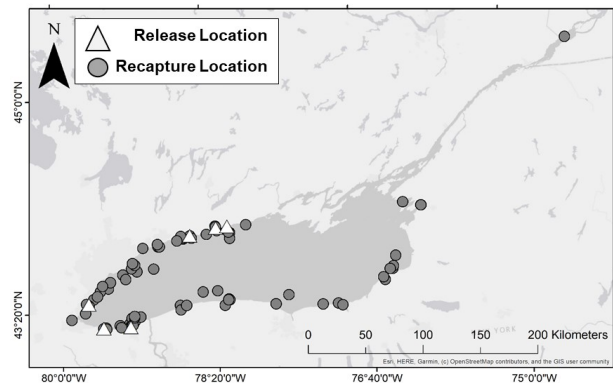 N
Release Location
Recapture Location
45°0'0"N
43°20'0"N
YORK
0 50 100 150 200 Kilometers
Esri, HERE, Garmin, (c) OpenStreetMap contributors, and the GIS user community
80°0'0"W 78°20'0"W 76°40'0"W 75°0'0"W